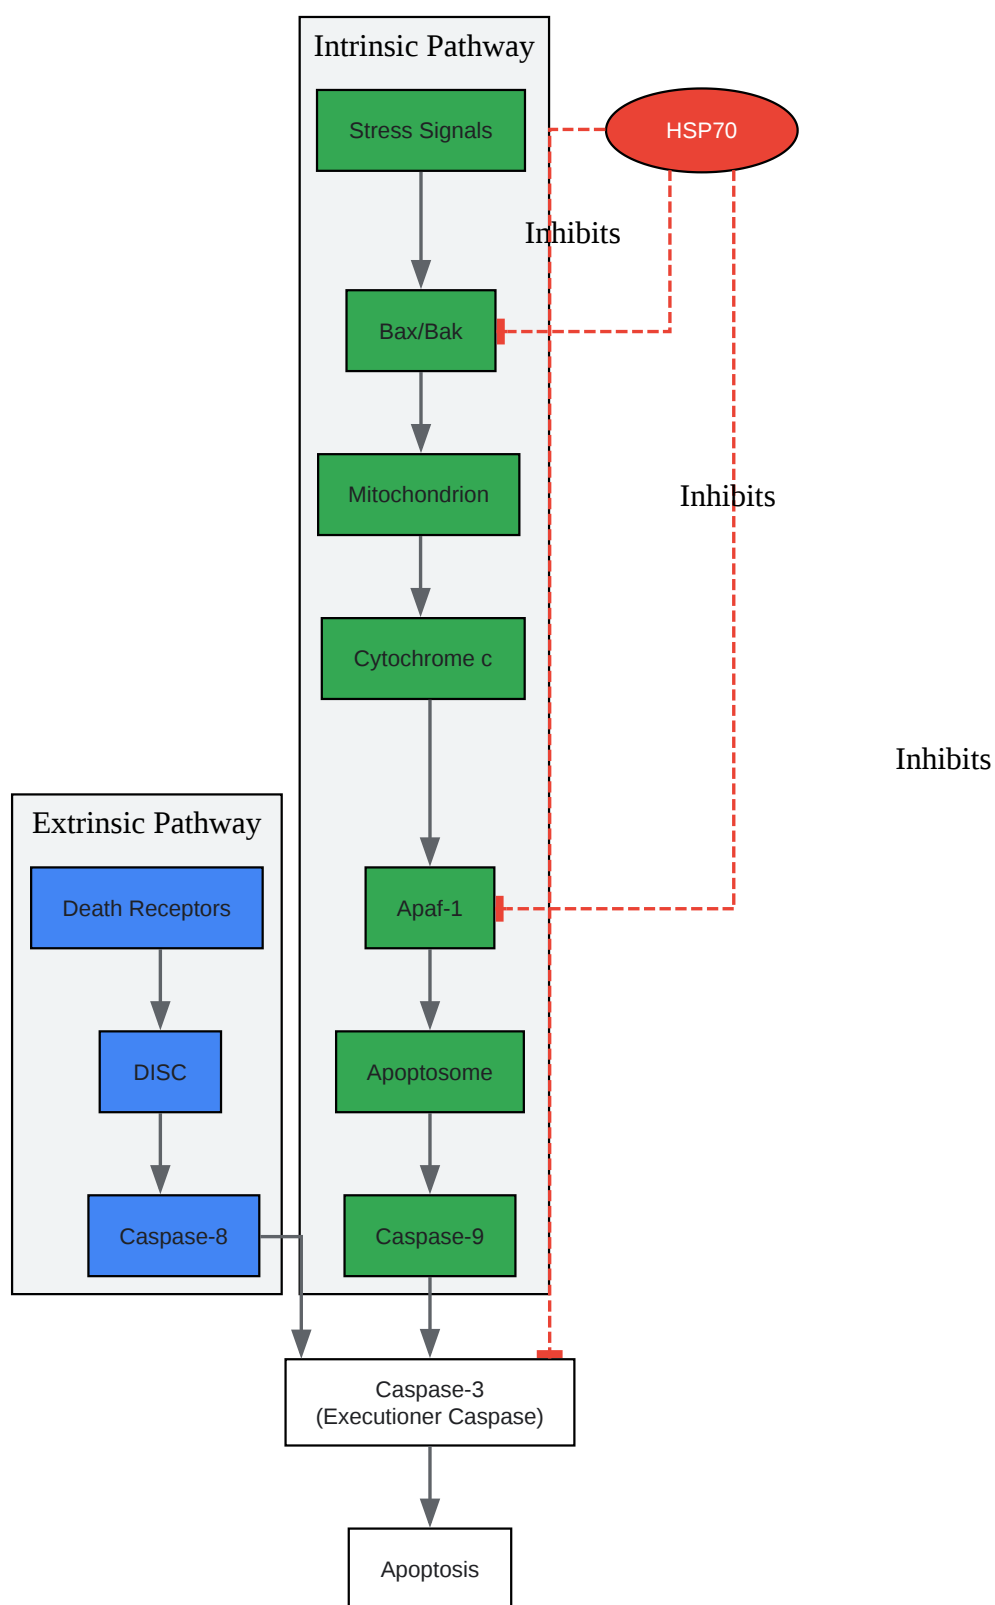 Intrinsic Pathway
Stress Signals
HSP70
Inhibits
Bax/Bak
Mitochondrion
Inhibits
Cytochrome c
Inhibits
Extrinsic Pathway
Death Receptors
Apaf-1
DISC
Apoptosome
Caspase-8
Caspase-9
Caspase-3
(Executioner Caspase)
Apoptosis